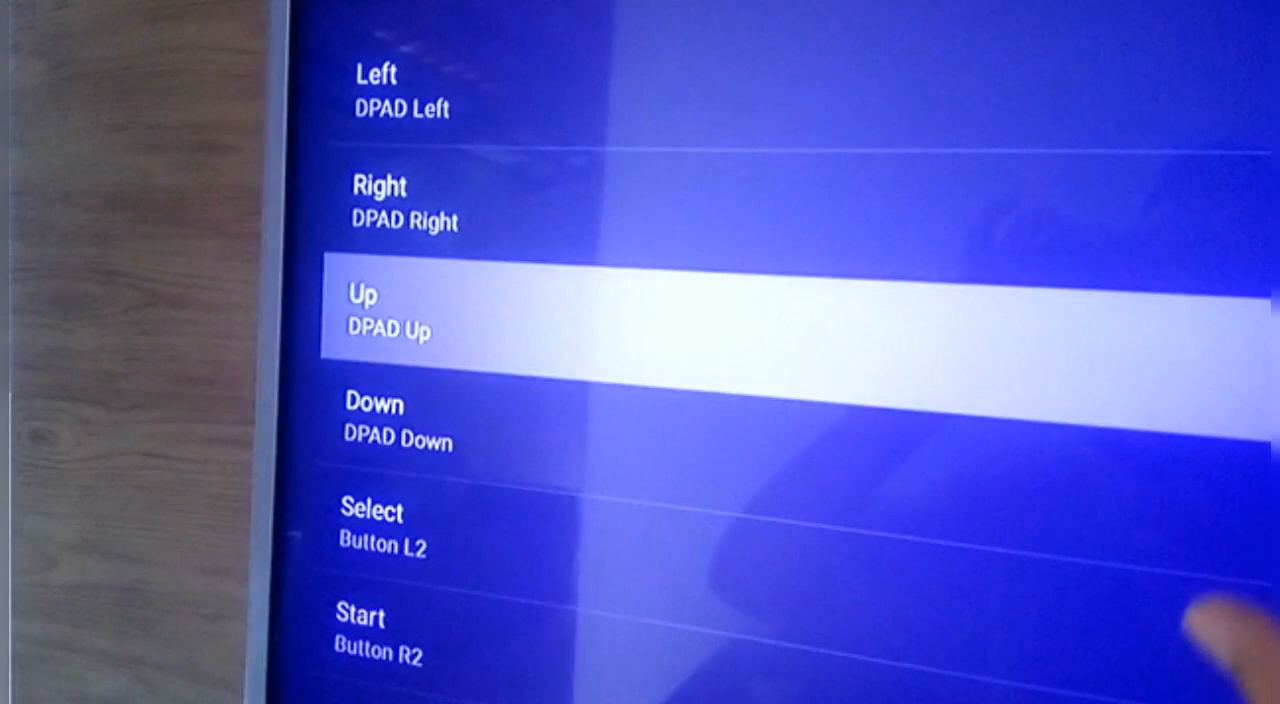 Left
DPAD Left
Right
DPAD Right
Up
DPAD Up
Down
DPAD Down
Select
Button L2
Start
Button R2